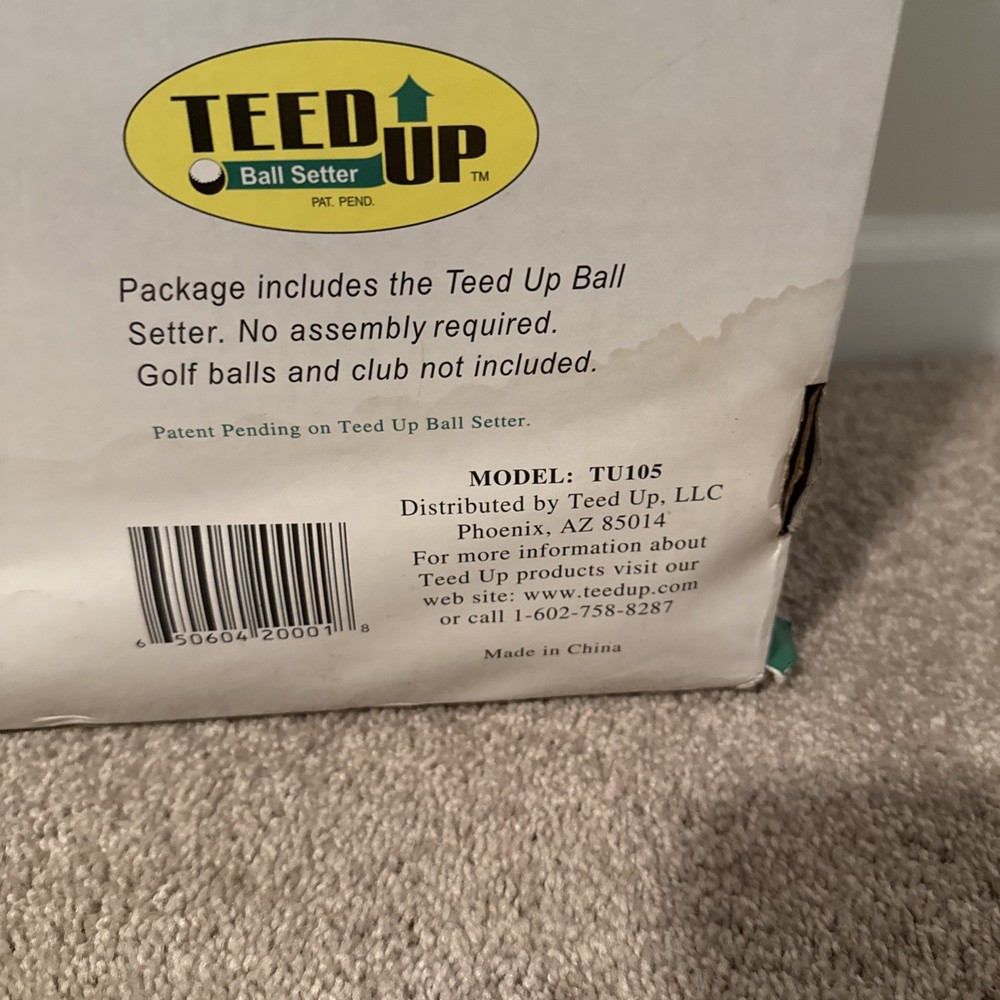 TEED UP™
Ball Setter
PAT. PEND.
Package includes the Teed Up Ball
Setter. No assembly required.
Golf balls and club not included.
Patent Pending on Teed Up Ball Setter.
MODEL: TU105
Distributed by Teed Up, LLC
Phoenix, AZ 85014
For more information about
Teed Up products visit our
web site: www.teedup.com
or call 1-602-758-8287
Made in China
6 50604 20001 8